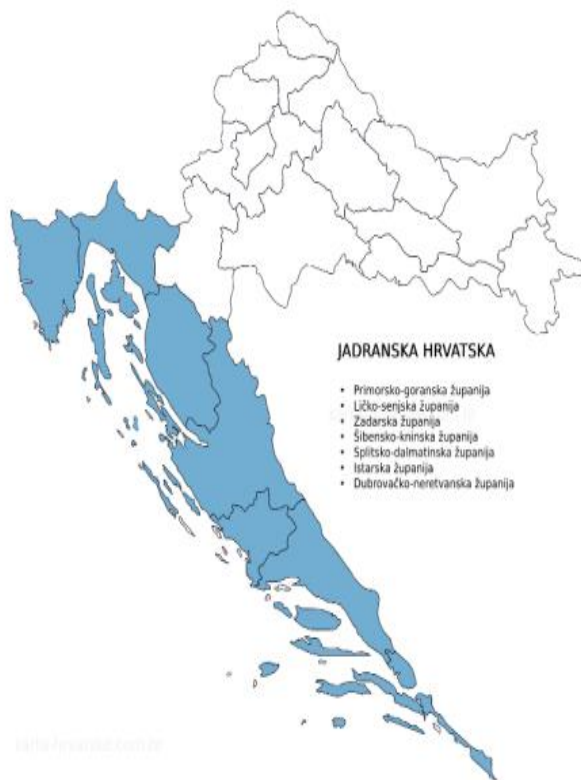 JADRANSKA HRVATSKA
• Primorsko-goranska županija
• Ličko-senjska županija
• Zadarska županija
• Šibensko-kninska županija
• Splitsko-dalmatinska županija
• Istarska županija
• Dubrovačko-neretvanska županija